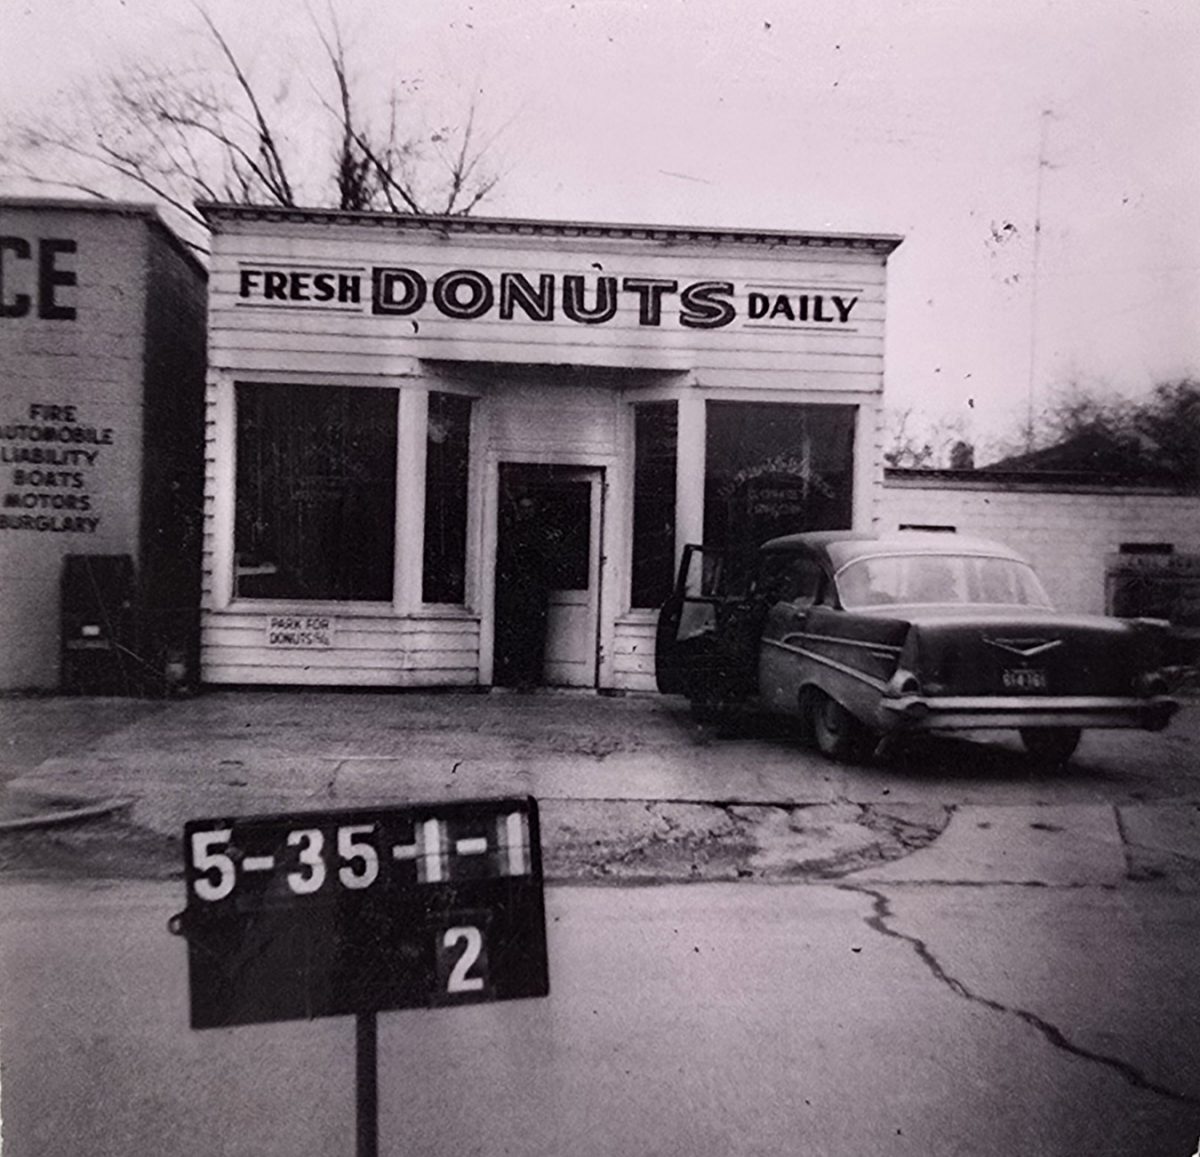 CE
FIRE
AUTOMOBILE
LIABILITY
BOATS
MOTORS
BURGLARY
FRESH DONUTS DAILY
PARK FOR
DONUTS
5-35-1-1
2